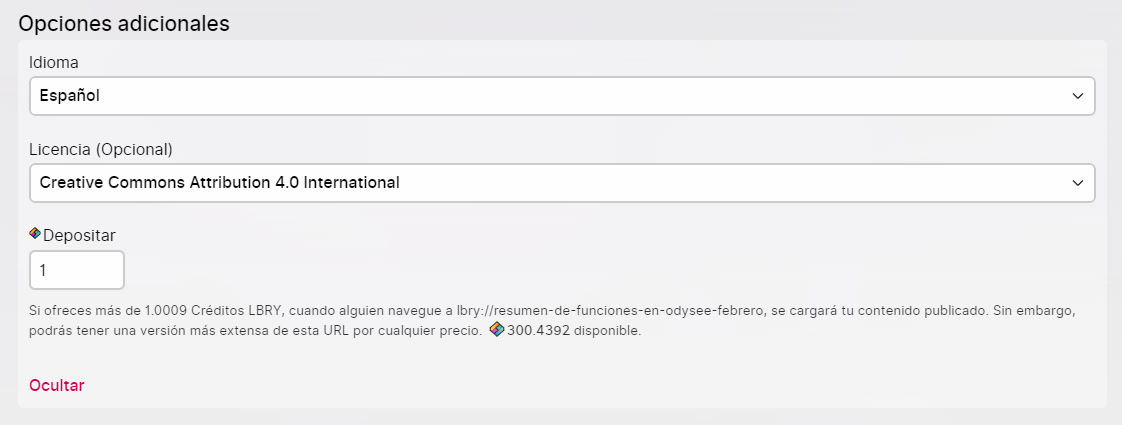 Opciones adicionales
Idioma
Español
Licencia (Opcional)
Creative Commons Attribution 4.0 International
Depositar
1
Si ofreces más de 1.0009 Créditos LBRY, cuando alguien navegue a lbry://resumen-de-funciones-en-odysee-febrero, se cargará tu contenido publicado. Sin embargo,
podrás tener una versión más extensa de esta URL por cualquier precio. 300.4392 disponible.
Ocultar